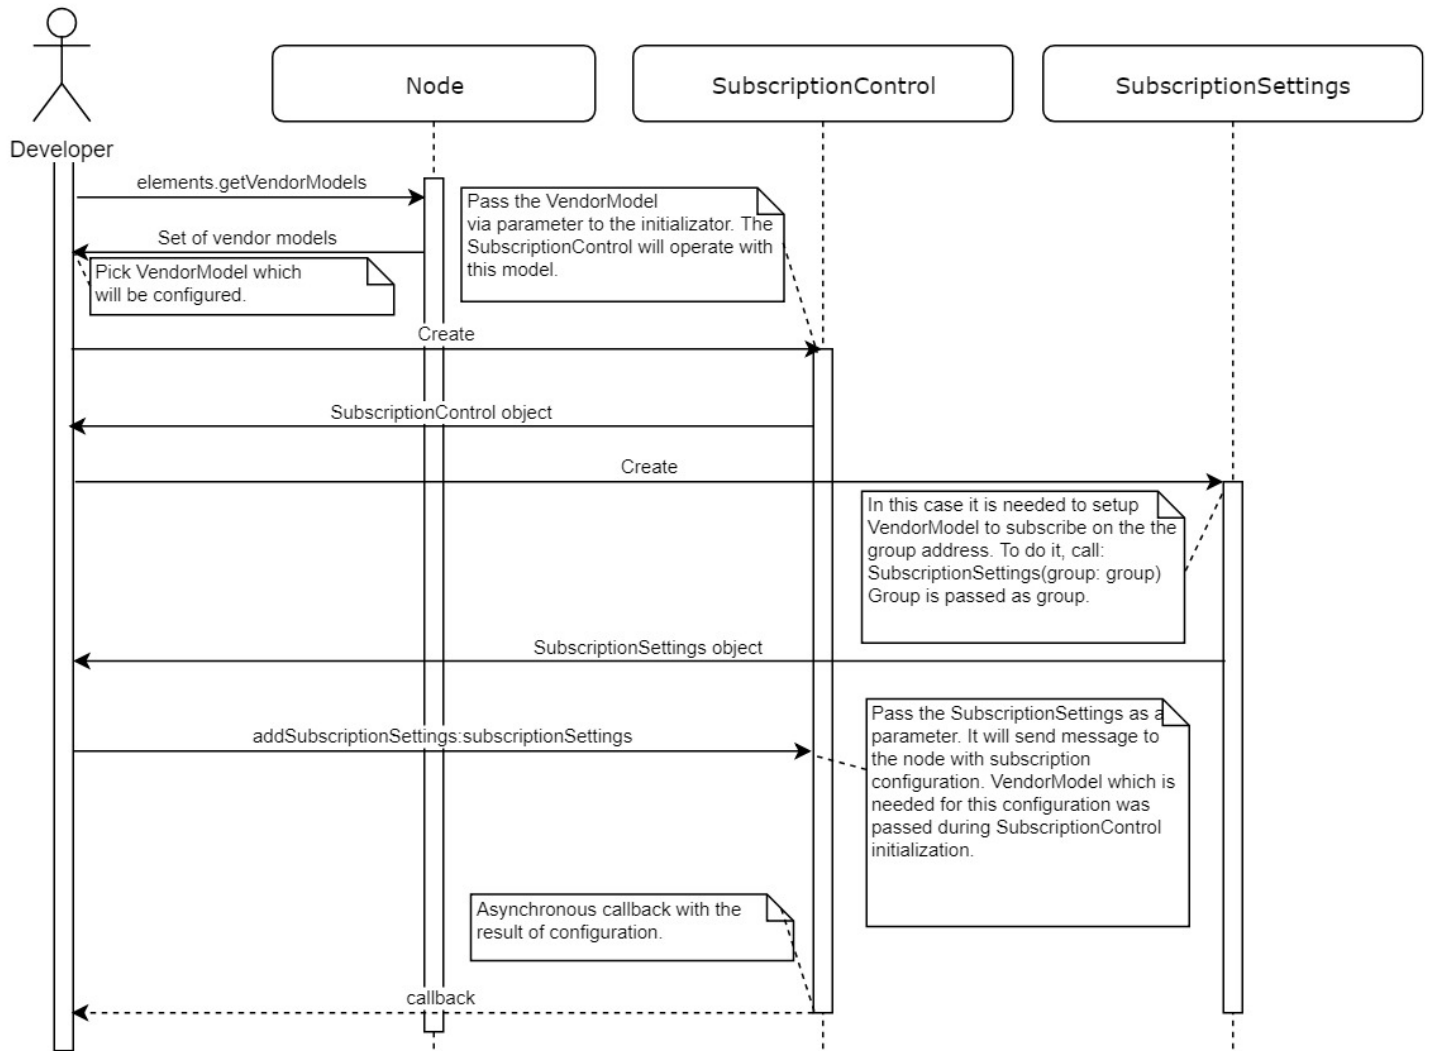 Node
SubscriptionControl
SubscriptionSettings
Developer
elements.getVendorModels
Pass the VendorModel
via parameter to the initializator. The
SubscriptionControl will operate with
this model.
Set of vendor models
Pick VendorModel which
will be configured.
Create
SubscriptionControl object
Create
In this case it is needed to setup
VendorModel to subscribe on the the
group address. To do it, call:
SubscriptionSettings(group: group)
Group is passed as group.
SubscriptionSettings object
addSubscriptionSettings:subscriptionSettings
Pass the SubscriptionSettings as a
parameter. It will send message to
the node with subscription
configuration. VendorModel which is
needed for this configuration was
passed during SubscriptionControl
initialization.
Asynchronous callback with the
result of configuration.
callback